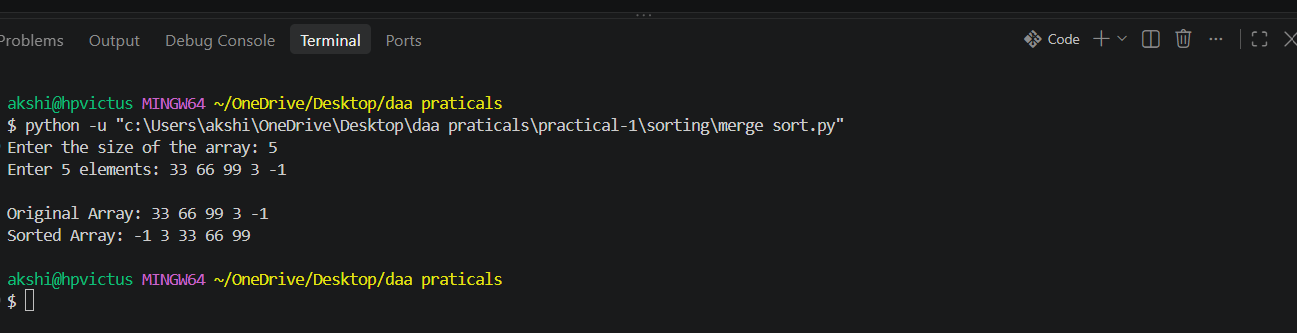 Problems Output Debug Console Terminal Ports Code
akshi@hpvictus MINGW64 ~/OneDrive/Desktop/daa praticals
$ python -u "c:\Users\akshi\OneDrive\Desktop\daa praticals\practical-1\sorting\merge sort.py"
Enter the size of the array: 5
Enter 5 elements: 33 66 99 3 -1
Original Array: 33 66 99 3 -1
Sorted Array: -1 3 33 66 99
akshi@hpvictus MINGW64 ~/OneDrive/Desktop/daa praticals
$